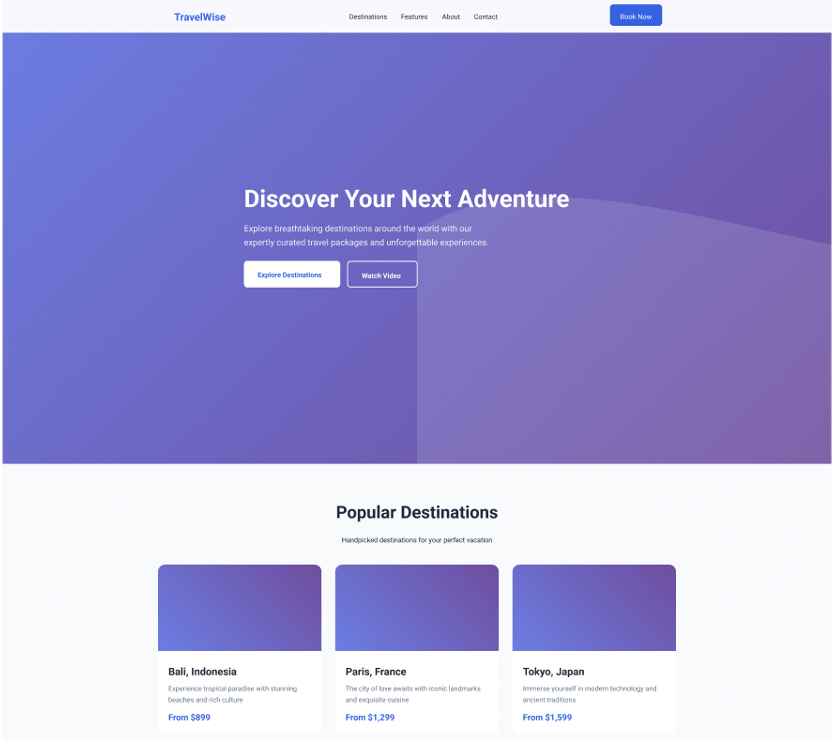 TravelWise
Destinations Features About Contact
Book Now
Discover Your Next Adventure
Explore breathtaking destinations around the world with our
expertly curated travel packages and unforgettable experiences.
Explore Destinations
Watch Video
Popular Destinations
Handpicked destinations for your perfect vacation
Bali, Indonesia
Experience tropical paradise with stunning
beaches and rich culture
From $899
Paris, France
The city of love awaits with iconic landmarks
and exquisite cuisine
From $1,299
Tokyo, Japan
Immerse yourself in modern technology and
ancient traditions
From $1,599